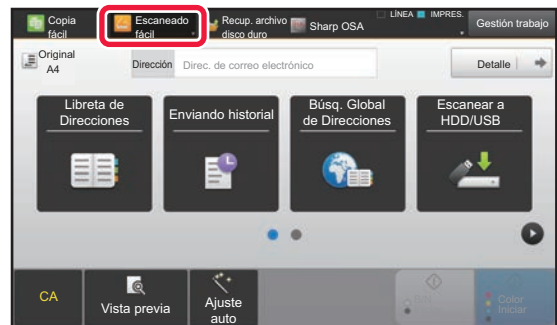 Copia fácil
Escaneado fácil
Recup. archivo disco duro
Sharp OSA
LÍNEA
IMPRES.
Gestión trabajo
Original
A4
Dirección
Direc. de correo electrónico
Detalle
Libreta de
Direcciones
Enviando historial
Búsq. Global
de Direcciones
Escanear a
HDD/USB
CA
Vista previa
Ajuste
auto
Color
Iniciar